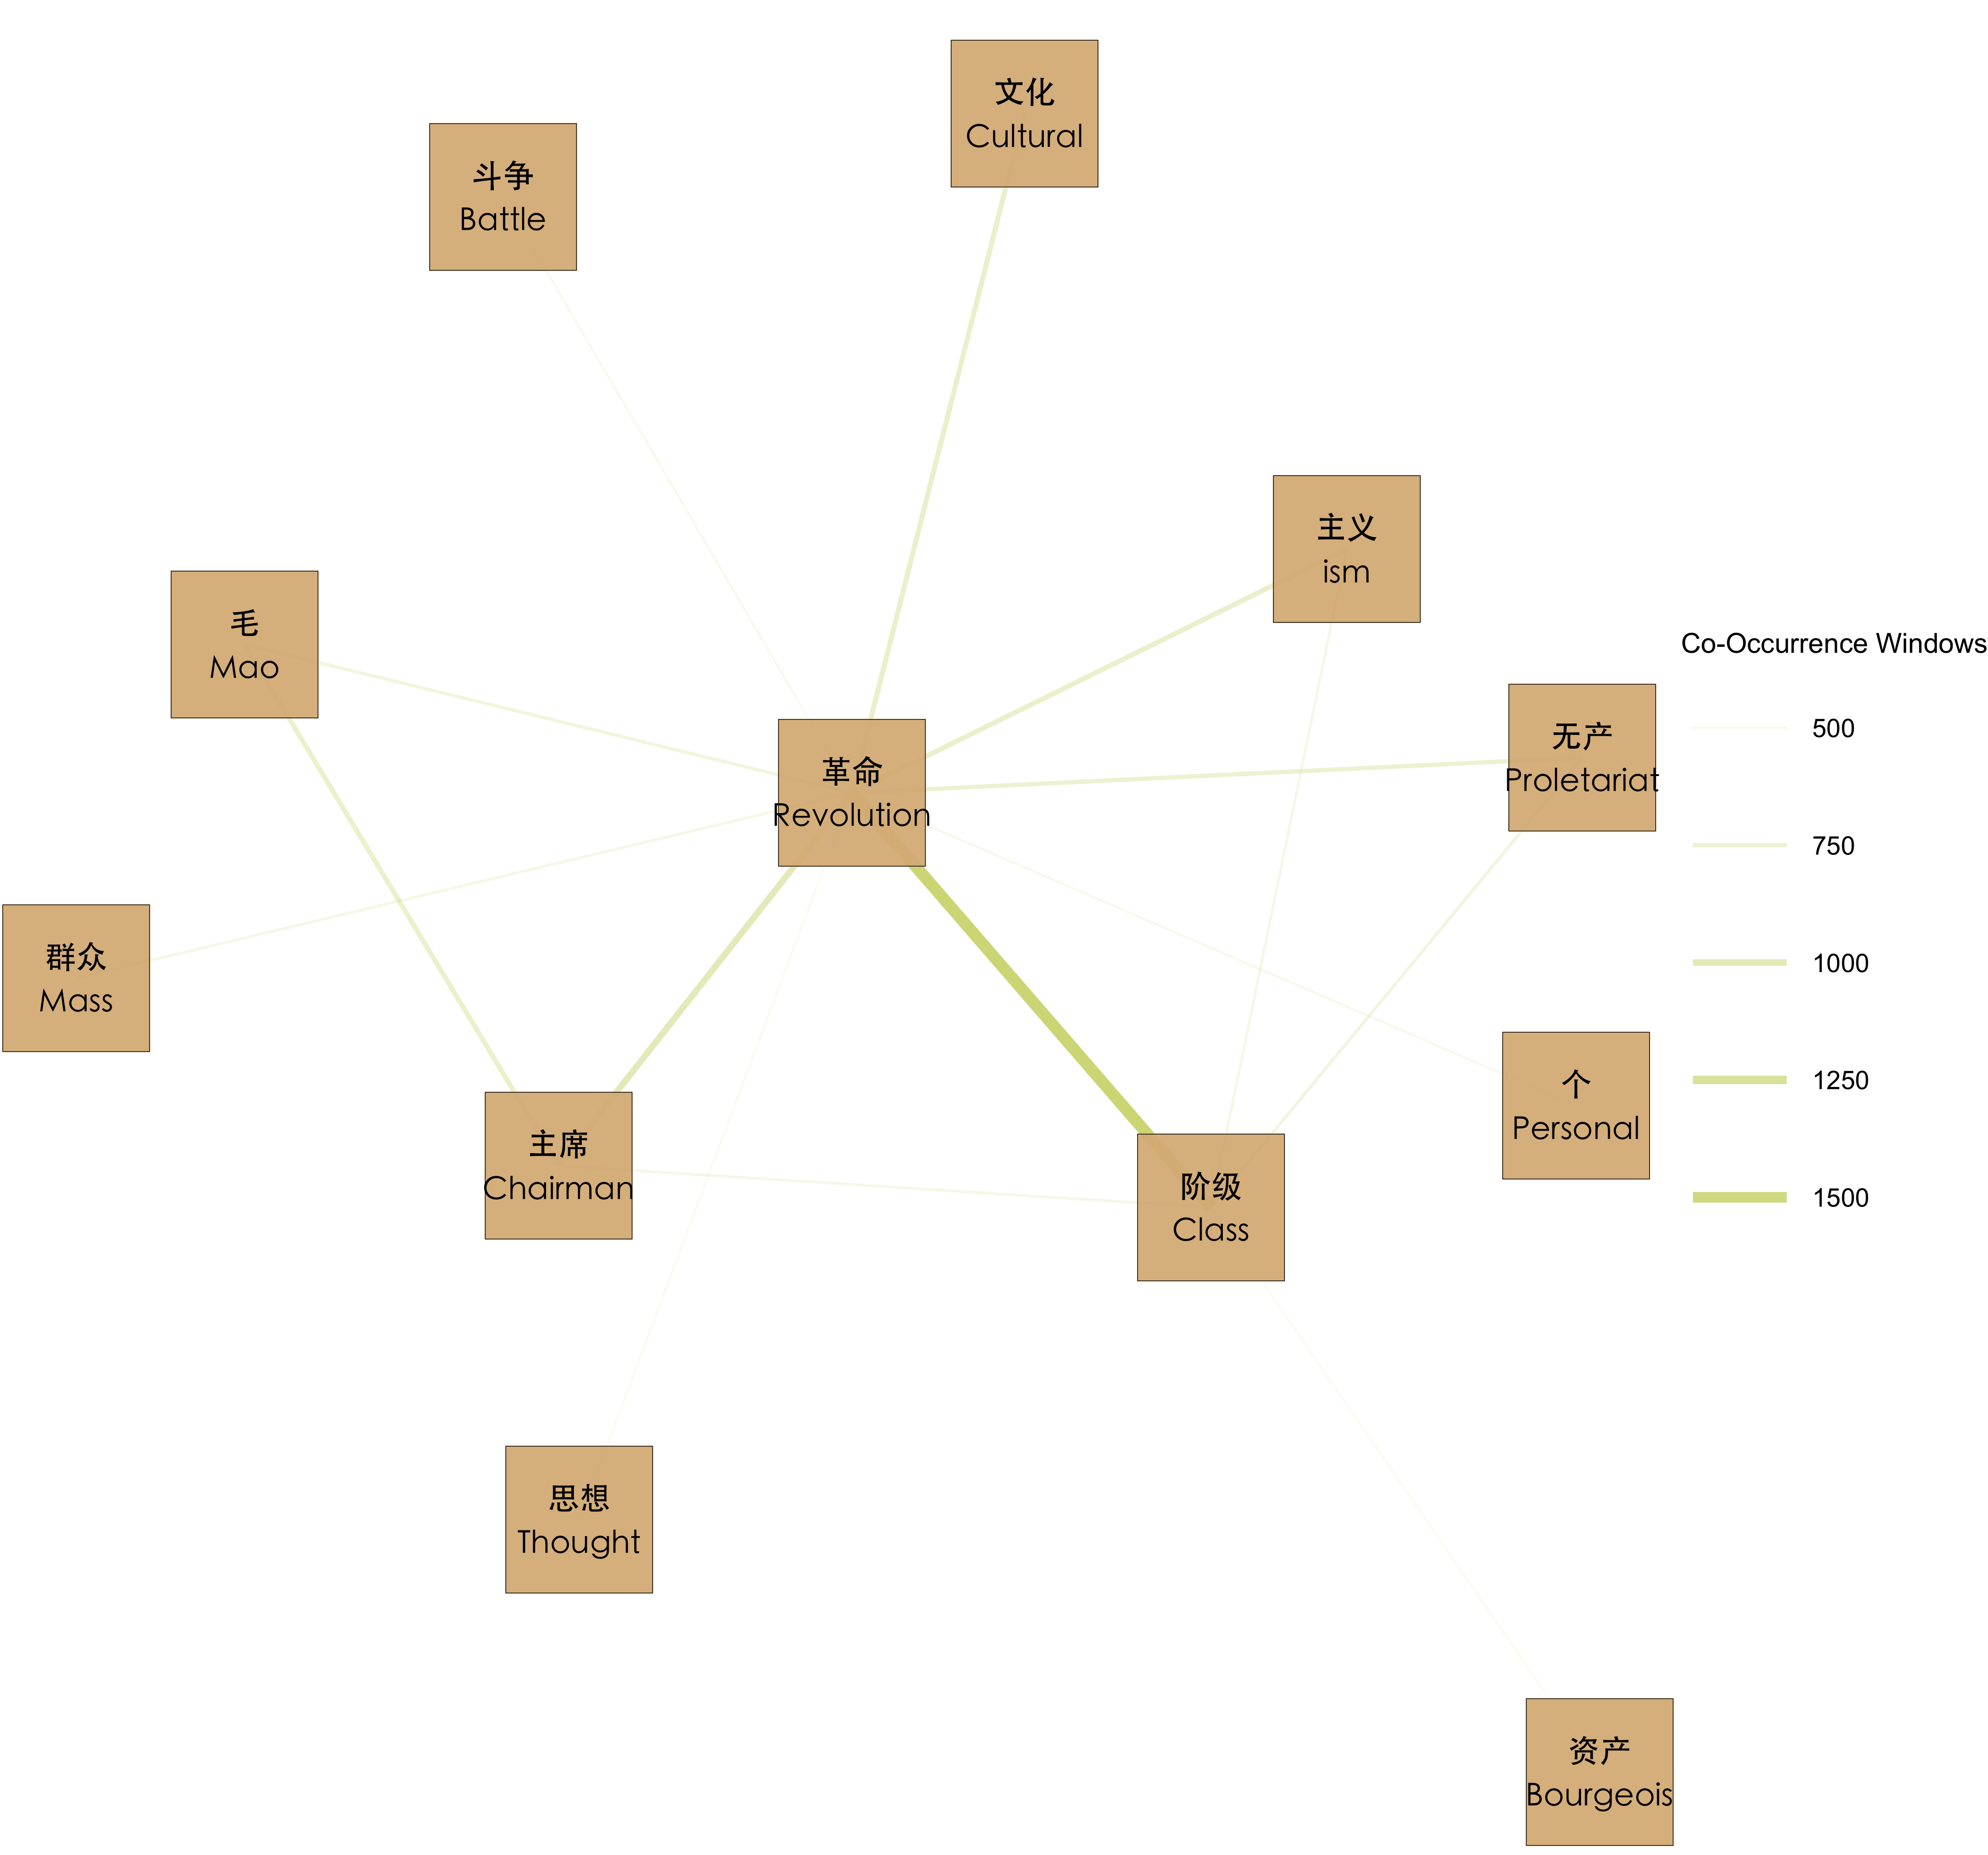 文化
Cultural
斗争
Battle
主义
ism
毛
Mao
Co-Occurrence Windows
无产
Proletariat
500
革命
Revolution
750
群众
Mass
1000
个
Personal
1250
主席
Chairman
阶级
Class
1500
思想
Thought
资产
Bourgeois